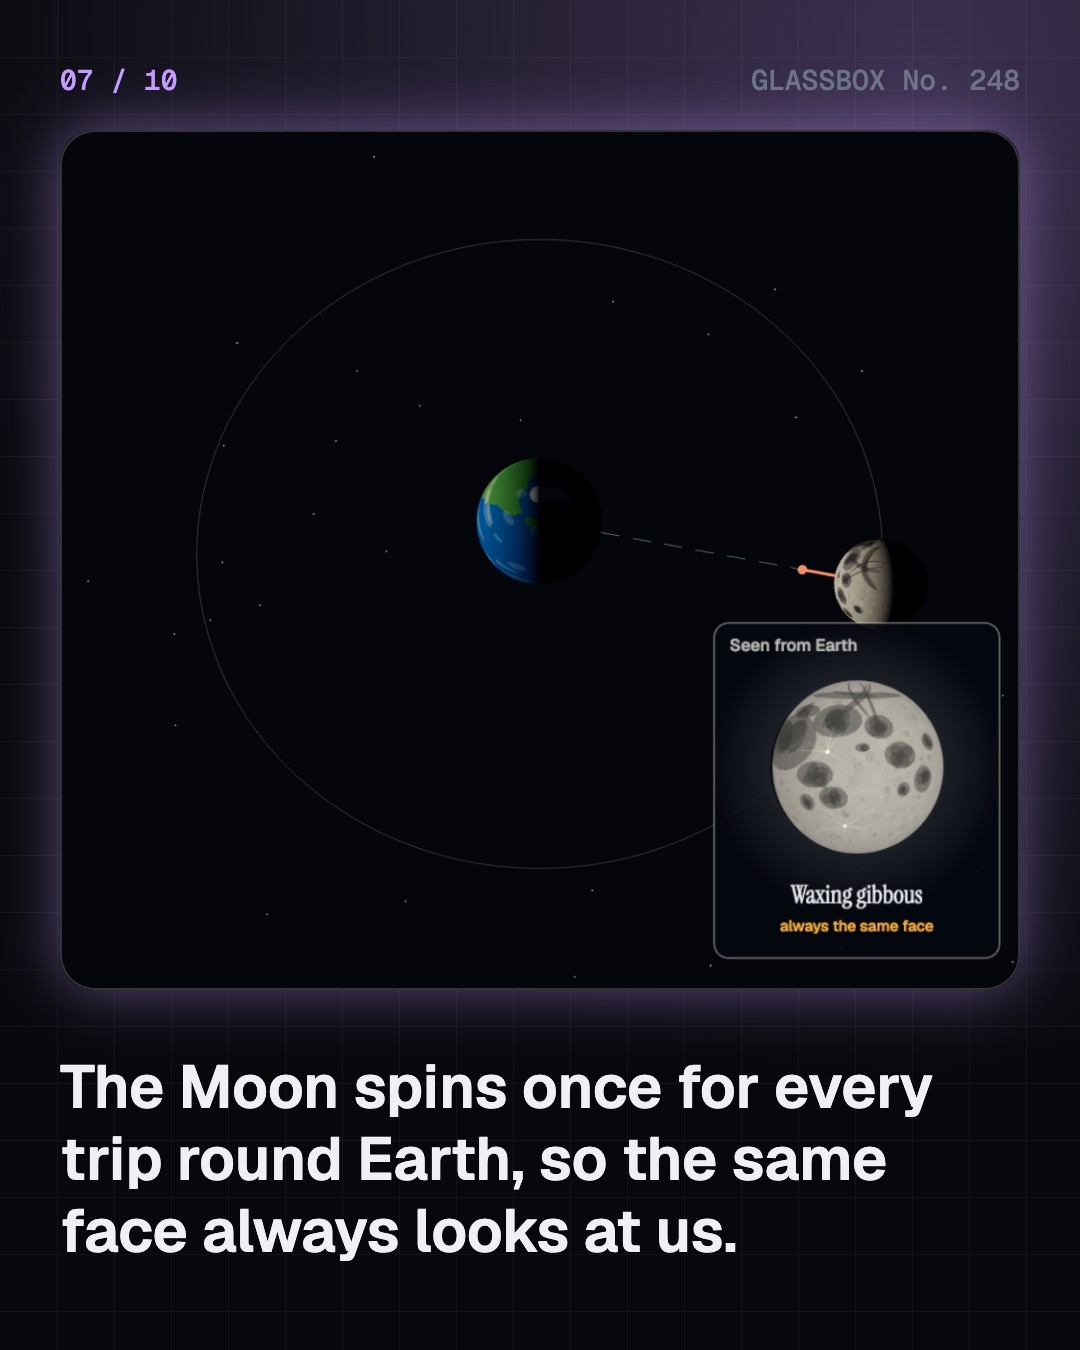 07 / 10
GLASSBOX No. 248
Seen from Earth
Waxing gibbous
always the same face
The Moon spins once for every
trip round Earth, so the same
face always looks at us.